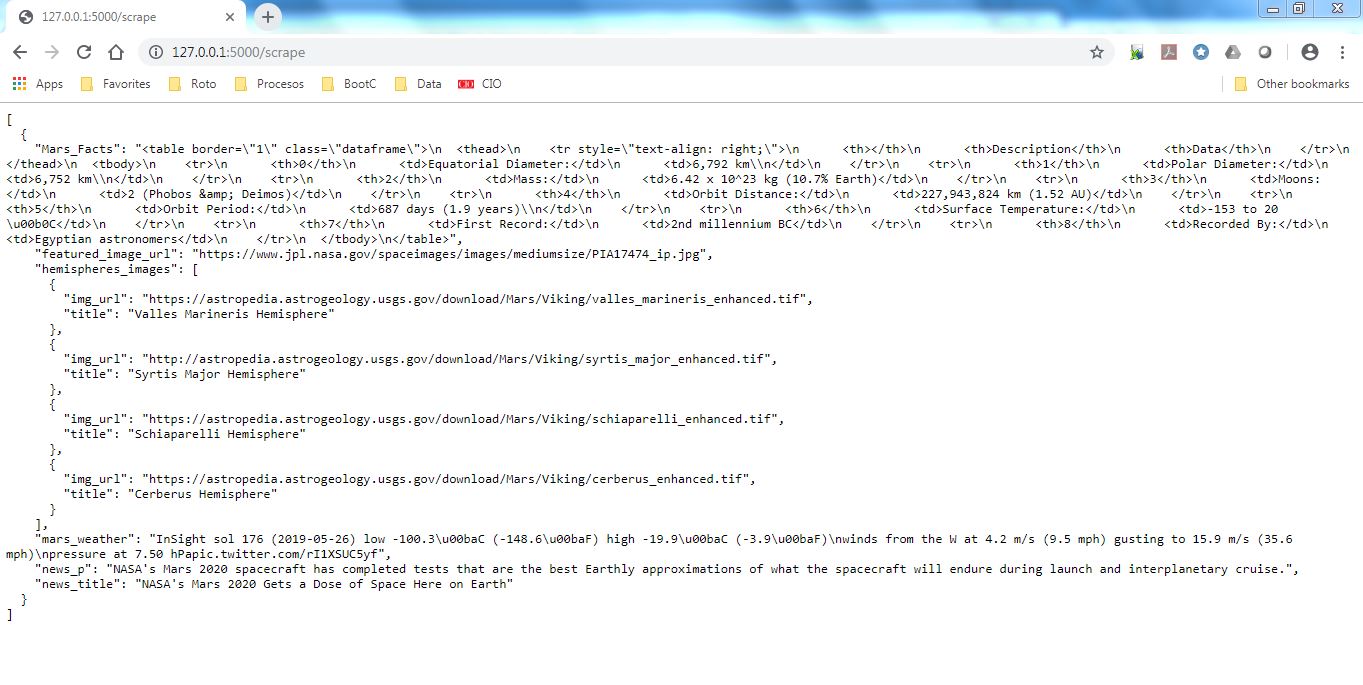 127.0.0.1:5000/scrape
127.0.0.1:5000/scrape
Apps Favorites Roto Procesos BootC Data CIO CIO Other bookmarks
[
{
"Mars_Facts": "<table border=\"1\" class=\"dataframe\">\n <thead>\n <tr style=\"text-align: right;\">\n <th></th>\n <th>Description</th>\n <th>Data</th>\n </tr>\n
</thead>\n <tbody>\n <tr>\n <th>0</th>\n <td>Equatorial Diameter:</td>\n <td>6,792 km\\n</td>\n </tr>\n <tr>\n <th>1</th>\n <td>Polar Diameter:</td>\n
<td>6,752 km\\n</td>\n </tr>\n <tr>\n <th>2</th>\n <td>Mass:</td>\n <td>6.42 x 10^23 kg (10.7% Earth)</td>\n </tr>\n <tr>\n <th>3</th>\n <td>Moons:
</td>\n <td>2 (Phobos &amp; Deimos)</td>\n </tr>\n <tr>\n <th>4</th>\n <td>Orbit Distance:</td>\n <td>227,943,824 km (1.52 AU)</td>\n </tr>\n <tr>\n
<th>5</th>\n <td>Orbit Period:</td>\n <td>687 days (1.9 years)\\n</td>\n </tr>\n <tr>\n <th>6</th>\n <td>Surface Temperature:</td>\n <td>-153 to 20
\u00b0C</td>\n </tr>\n <tr>\n <th>7</th>\n <td>First Record:</td>\n <td>2nd millennium BC</td>\n </tr>\n <tr>\n <th>8</th>\n <td>Recorded By:</td>\n
<td>Egyptian astronomers</td>\n </tr>\n </tbody>\n</table>",
"featured_image_url": "https://www.jpl.nasa.gov/spaceimages/images/mediumsize/PIA17474_ip.jpg",
"hemispheres_images": [
{
"img_url": "https://astropedia.astrogeology.usgs.gov/download/Mars/Viking/valles_marineris_enhanced.tif",
"title": "Valles Marineris Hemisphere"
},
{
"img_url": "http://astropedia.astrogeology.usgs.gov/download/Mars/Viking/syrtis_major_enhanced.tif",
"title": "Syrtis Major Hemisphere"
},
{
"img_url": "https://astropedia.astrogeology.usgs.gov/download/Mars/Viking/schiaparelli_enhanced.tif",
"title": "Schiaparelli Hemisphere"
},
{
"img_url": "https://astropedia.astrogeology.usgs.gov/download/Mars/Viking/cerberus_enhanced.tif",
"title": "Cerberus Hemisphere"
}
],
"mars_weather": "InSight sol 176 (2019-05-26) low -100.3\u00baC (-148.6\u00baF) high -19.9\u00baC (-3.9\u00baF)\nwinds from the W at 4.2 m/s (9.5 mph) gusting to 15.9 m/s (35.6
mph)\npressure at 7.50 hPapic.twitter.com/rI1XSUC5yf",
"news_p": "NASA's Mars 2020 spacecraft has completed tests that are the best Earthly approximations of what the spacecraft will endure during launch and interplanetary cruise.",
"news_title": "NASA's Mars 2020 Gets a Dose of Space Here on Earth"
}
]